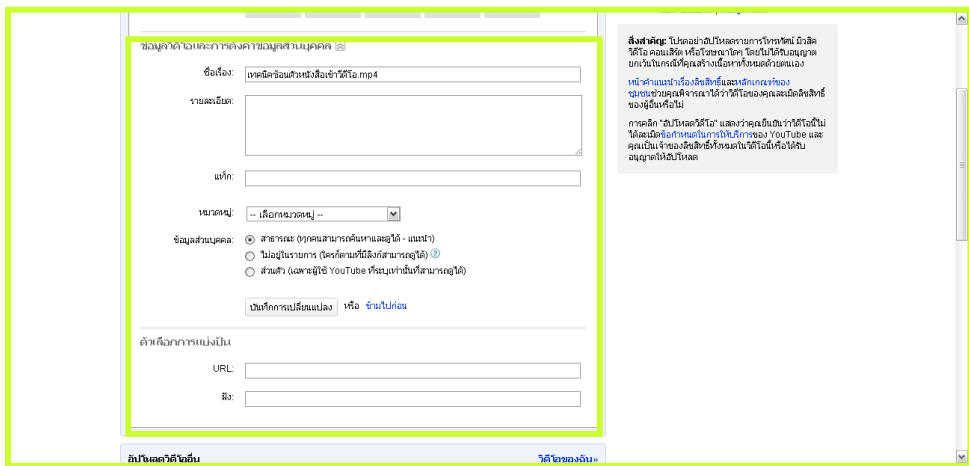 ข้อมูลวิดีโอและการตั้งค่าข้อมูลส่วนบุคคล
ชื่อเรื่อง: เทคนิคซ้อนตัวหนังสือเข้าวีดีโอ.mp4
รายละเอียด:
แท็ก:
หมวดหมู่: -- เลือกหมวดหมู่ --
ข้อมูลส่วนบุคคล: สาธารณะ (ทุกคนสามารถค้นหาและดูได้ - แนะนำ)
ไม่อยู่ในรายการ (ใครก็ตามที่มีลิงก์สามารถดูได้) ?
ส่วนตัว (เฉพาะผู้ใช้ YouTube ที่ระบุเท่านั้นที่สามารถดูได้)
บันทึกการเปลี่ยนแปลง หรือ ข้ามไปก่อน
ตัวเลือกการแบ่งปัน
URL:
ฝัง:
อัปโหลดวิดีโออื่น วิดีโอของฉัน»
สิ่งสำคัญ: โปรดอย่าอัปโหลดรายการโทรทัศน์ มิวสิค
วิดีโอ คอนเสิร์ต หรือโฆษณาใดๆ โดยไม่ได้รับอนุญาต
ยกเว้นในกรณีที่คุณสร้างเนื้อหาทั้งหมดด้วยตนเอง
หน้าคำแนะนำเรื่องลิขสิทธิ์และหลักเกณฑ์ของ
ชุมชนช่วยคุณพิจารณาได้ว่าวิดีโอของคุณละเมิดลิขสิทธิ์
ของผู้อื่นหรือไม่
การคลิก "อัปโหลดวิดีโอ" แสดงว่าคุณยืนยันว่าวิดีโอนี้ไม่
ได้ละเมิดข้อกำหนดในการให้บริการของ YouTube และ
คุณเป็นเจ้าของลิขสิทธิ์ทั้งหมดในวิดีโอนี้หรือได้รับ
อนุญาตให้อัปโหลด